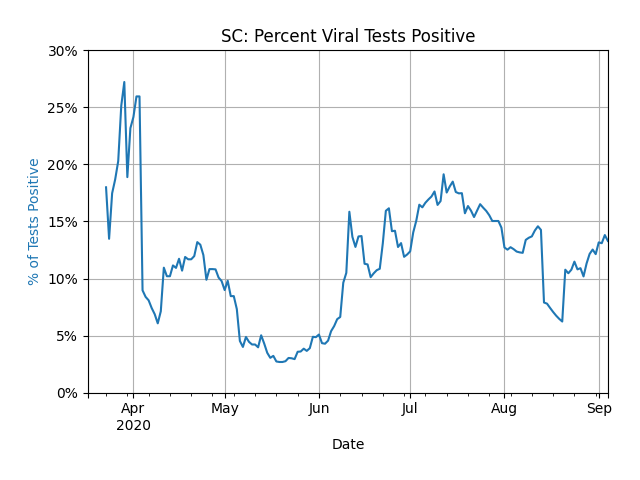 SC: Percent Viral Tests Positive
30%
25%
20%
15%
10%
5%
0%
% of Tests Positive
Apr
2020
May
Jun
Jul
Aug
Sep
Date